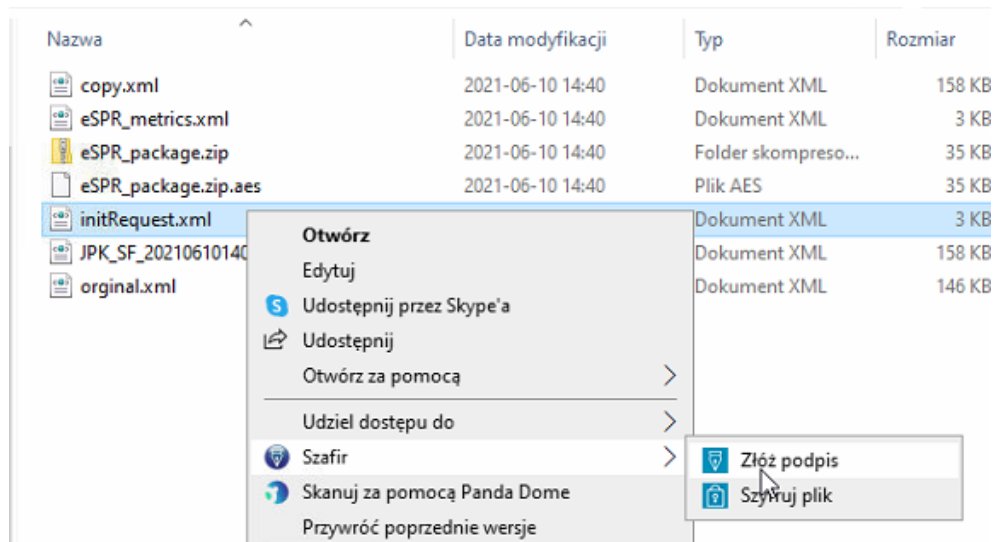 Nazwa Data modyfikacji Typ Rozmiar
copy.xml 2021-06-10 14:40 Dokument XML 158 KB
eSPR_metrics.xml 2021-06-10 14:40 Dokument XML 3 KB
eSPR_package.zip 2021-06-10 14:40 Folder skompreso... 35 KB
eSPR_package.zip.aes 2021-06-10 14:40 Plik AES 35 KB
initRequest.xml Dokument XML 3 KB
JPK_SF_2021061014 Dokument XML 158 KB
orginal.xml Dokument XML 146 KB
Otwórz
Edytuj
Udostępnij przez Skype'a
Udostępnij
Otwórz za pomocą
Udziel dostępu do
Szafir
Złóż podpis
Skanuj za pomocą Panda Dome
Szyfruj plik
Przywróć poprzednie wersje